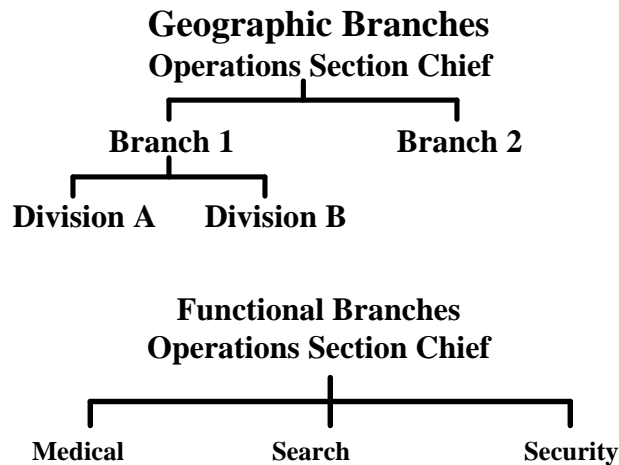 Geographic Branches
Operations Section Chief
Branch 1 Branch 2
Division A Division B
Functional Branches
Operations Section Chief
Medical Search Security